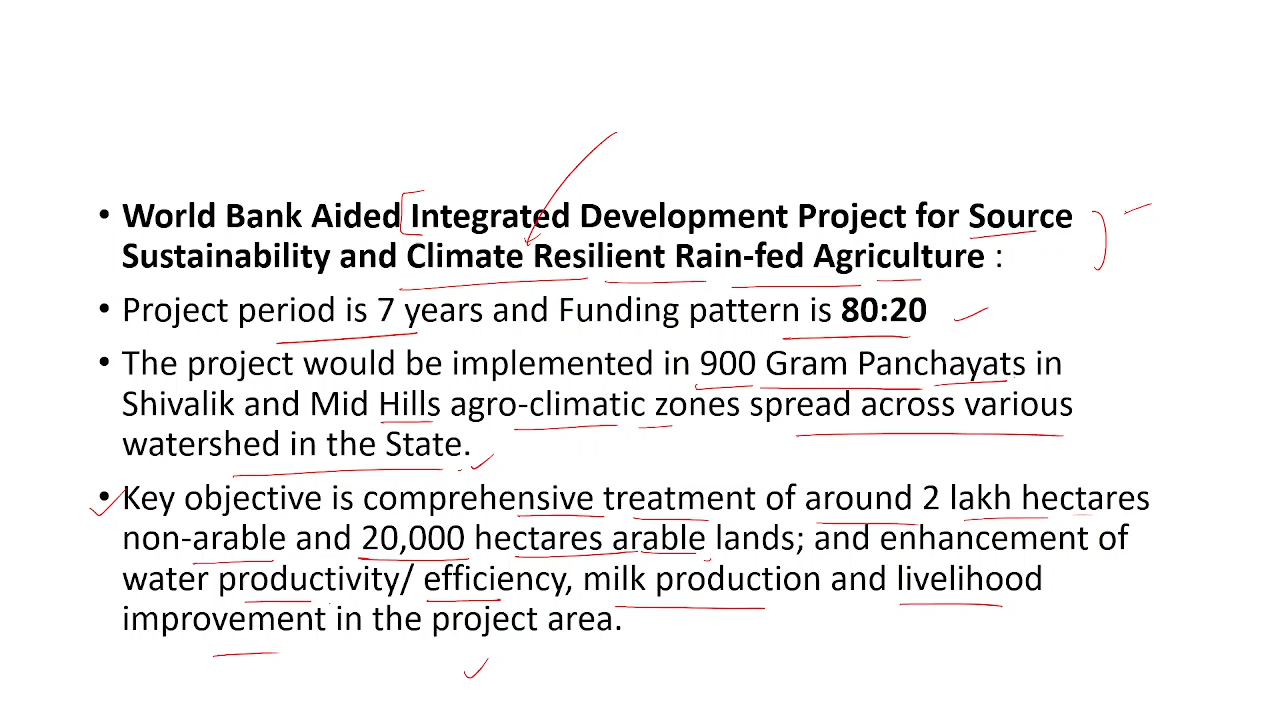 • World Bank Aided Integrated Development Project for Source
Sustainability and Climate Resilient Rain-fed Agriculture :
• Project period is 7 years and Funding pattern is 80:20
• The project would be implemented in 900 Gram Panchayats in
Shivalik and Mid Hills agro-climatic zones spread across various
watershed in the State.
• Key objective is comprehensive treatment of around 2 lakh hectares
non-arable and 20,000 hectares arable lands; and enhancement of
water productivity/ efficiency, milk production and livelihood
improvement in the project area.